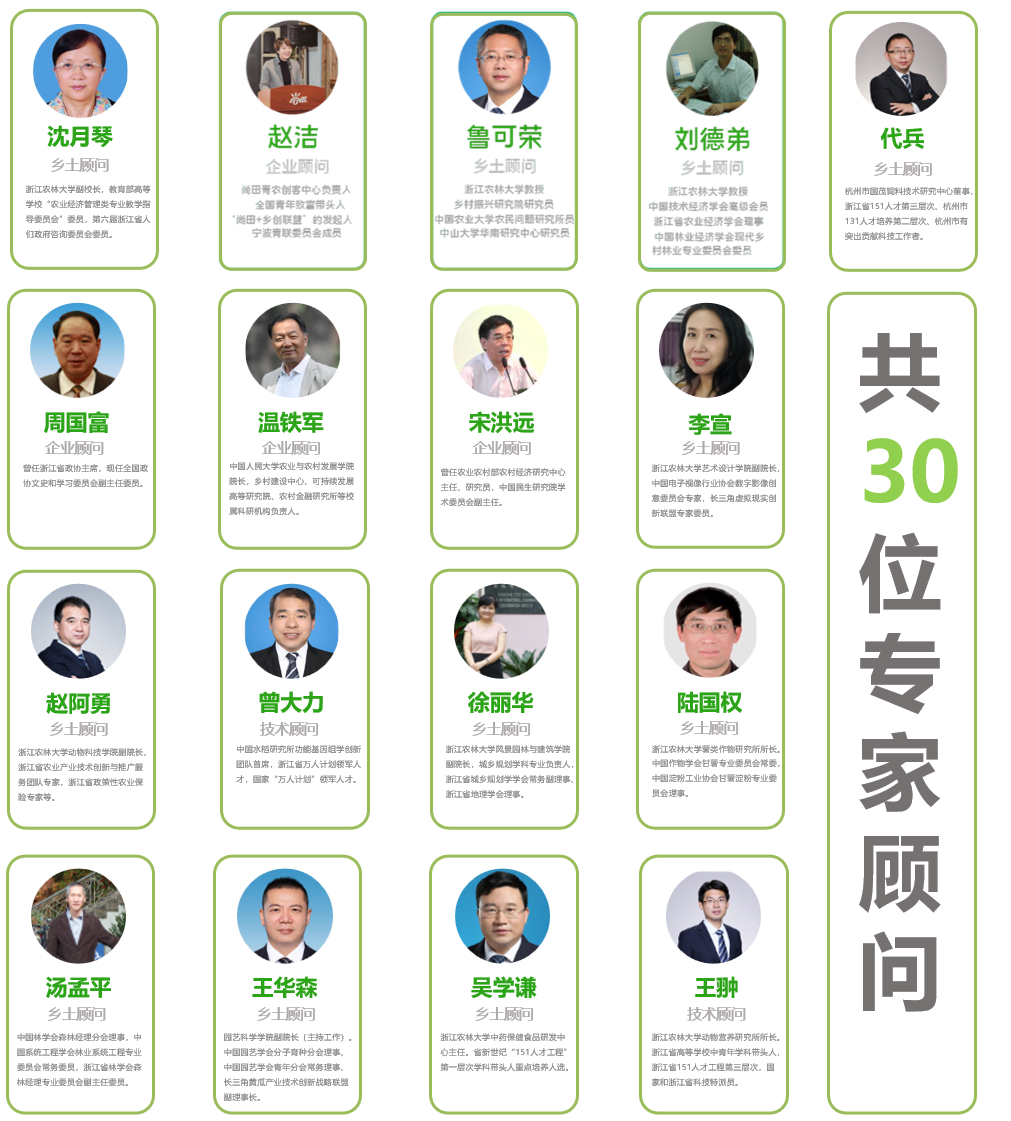 沈月琴
乡土顾问
浙江农林大学副校长，教育部高等
学校“农业经济管理类专业教学指
导委员会”委员，第六届浙江省人
们政府咨询委员会委员。
赵洁
企业顾问
尚田青农创客中心负责人
全国青年致富带头人
“尚田+乡创联盟”的发起人
宁波青联委员会成员
鲁可荣
乡土顾问
浙江农林大学教授
乡村振兴研究院研究员
中国农业大学农民问题研究所研究员
中山大学华南研究中心研究员
刘德弟
乡土顾问
浙江农林大学教授
中国技术经济学会高级会员
浙江省农业经济学会理事
中国林业经济学会现代乡
村林业专业委员会委员
代兵
乡土顾问
杭州市国茂饲料技术研究中心董事，
浙江省151人才第三层次、杭州市
131人才培养第二层次、杭州市有
突出贡献科技工作者。
周国富
企业顾问
曾任浙江省政协主席，现任全国政
协文史和学习委员会副主任委员。
温铁军
企业顾问
中国人民大学农业与农村发展学院
院长，乡村建设中心、可持续发展
高等研究院、农村金融研究所等校
属科研机构负责人。
宋洪远
企业顾问
曾任农业农村部农村经济研究中心
主任、研究员，中国民生研究院学
术委员会副主任。
李宣
乡土顾问
浙江农林大学艺术设计学院副院长，
中国电子视像行业协会数字影像创
意委员会专家，长三角虚拟现实创
新联盟专家委员。
赵阿勇
乡土顾问
浙江农林大学动物科技学院副院长，
浙江省农业产业技术创新与推广服
务团队专家，浙江省政策性农业保
险专家等。
曾大力
技术顾问
中国水稻研究所功能基因组学创新
团队首席，浙江省万人计划领军人
才，国家“万人计划”领军人才。
徐丽华
乡土顾问
浙江农林大学风景园林与建筑学院
副院长，城乡规划学科专业负责人，
浙江省城乡规划学学会常务副理事，
浙江省地理学会理事。
陆国权
乡土顾问
浙江农林大学薯类作物研究所所长。
中国作物学会甘薯专业委员会常委，
中国淀粉工业协会甘薯淀粉专业委
员会理事。
汤孟平
乡土顾问
中国林学会森林经理分会理事，中
国系统工程学会林业系统工程专业
委员会常务委员，浙江省林学会森
林经理专业委员会副主任委员。
王华森
乡土顾问
园艺科学学院副院长（主持工作）。
中国园艺学会分子育种分会理事、
中国园艺学会青年分会常务理事、
长三角黄瓜产业技术创新战略联盟
副理事长。
吴学谦
乡土顾问
浙江农林大学中药保健食品研发中
心主任。省新世纪“151人才工程”
第一层次学科带头人重点培养人选。
王翀
技术顾问
浙江农林大学动物营养研究所所长。
浙江省高等学校中青年学科带头人，
浙江省151人才工程第三层次，国
家和浙江省科技特派员。
共
30
位
专
家
顾
问